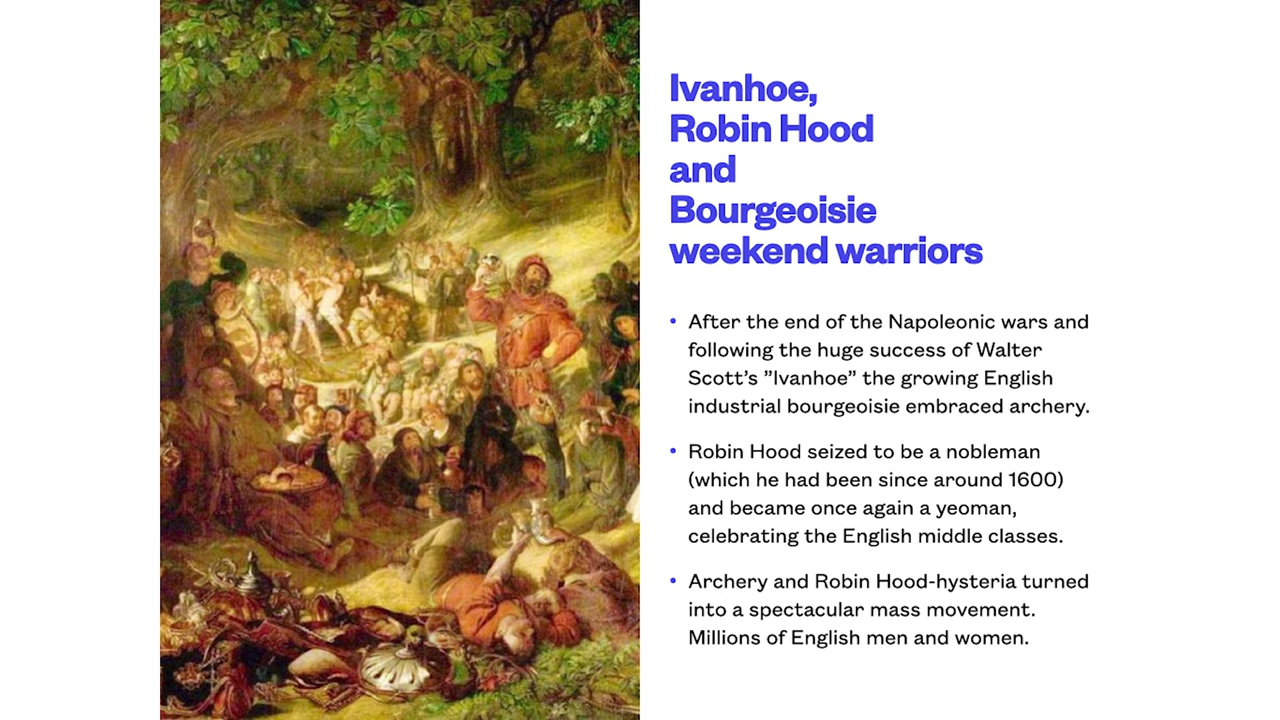 Ivanhoe,
Robin Hood
and
Bourgeoisie
weekend warriors
• After the end of the Napoleonic wars and
following the huge success of Walter
Scott’s ”Ivanhoe” the growing English
industrial bourgeoisie embraced archery.
• Robin Hood seized to be a nobleman
(which he had been since around 1600)
and became once again a yeoman,
celebrating the English middle classes.
• Archery and Robin Hood-hysteria turned
into a spectacular mass movement.
Millions of English men and women.